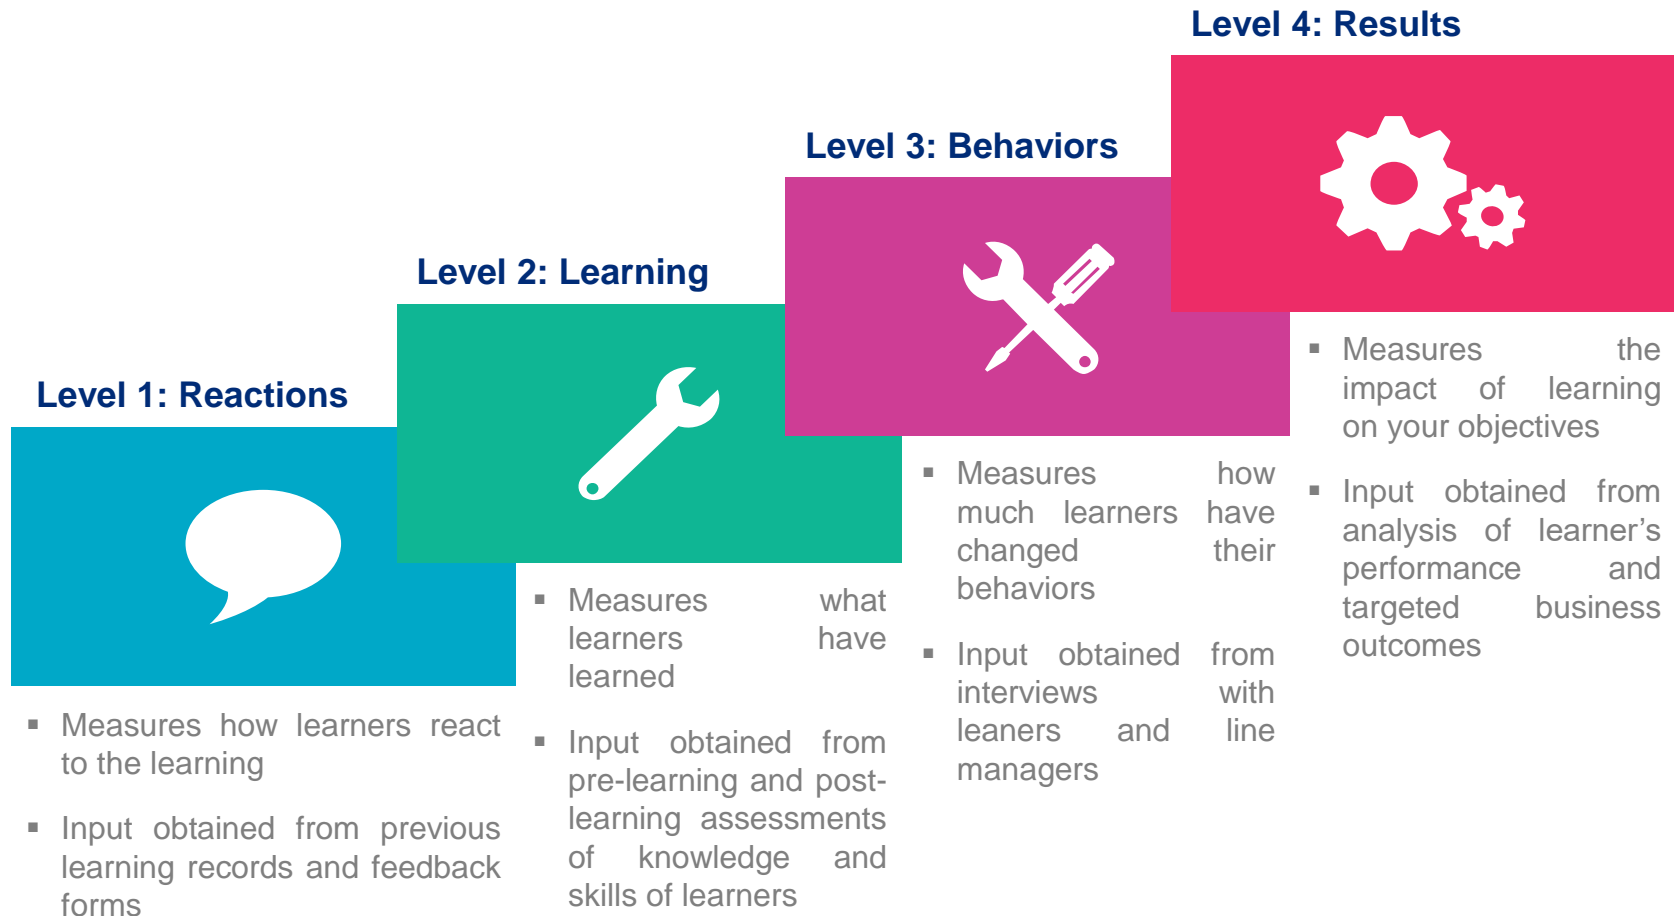 Level 1: Reactions
Measures how learners react
to the learning
Input obtained from previous
learning records and feedback
forms
Level 2: Learning
Measures what
learners have
learned
Input obtained from
pre-learning and post-
learning assessments
of knowledge and
skills of learners
Level 3: Behaviors
Measures how
much learners have
changed their
behaviors
Input obtained from
interviews with
leaners and line
managers
Level 4: Results
Measures the
impact of learning
on your objectives
Input obtained from
analysis of learner’s
performance and
targeted business
outcomes